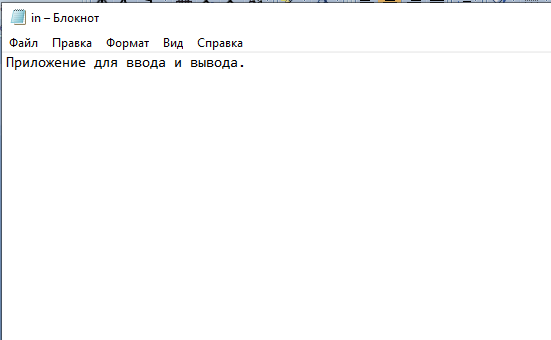 in – Блокнот
Файл Правка Формат Вид Справка
Приложение для ввода и вывода.